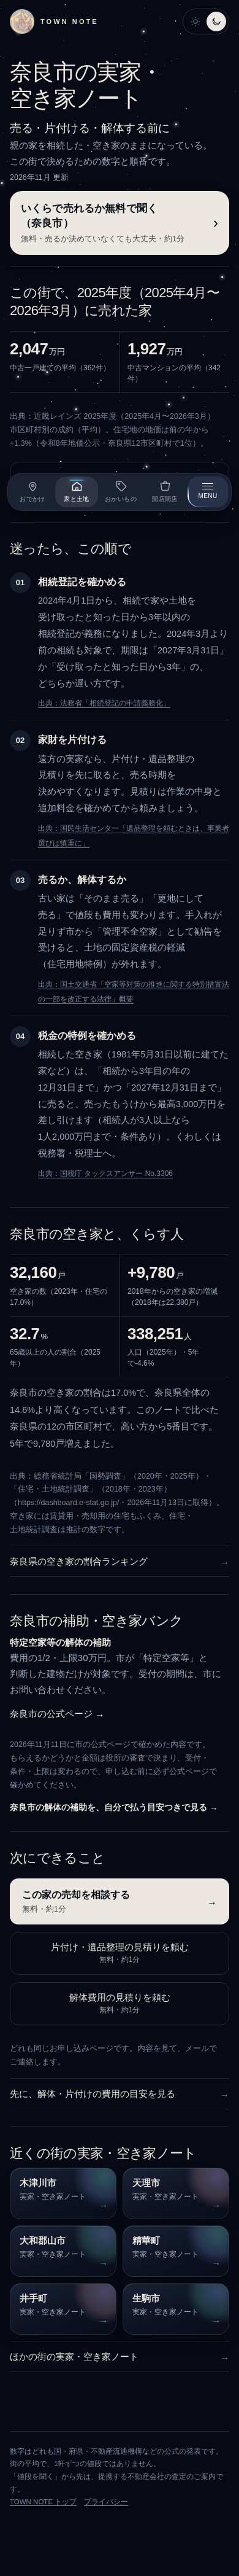 TOWN NOTE
奈良市の実家・
空き家ノート
売る・片付ける・解体する前に
親の家を相続した・空き家のままになっている。
この街で決めるための数字と順番です。
2026年11月 更新
いくらで売れるか無料で聞く
（奈良市）
無料・売るか決めていなくても大丈夫・約1分
この街で、2025年度（2025年4月〜
2026年3月）に売れた家
2,047万円
中古一戸建ての平均（362件）
1,927万円
中古マンションの平均（342
件）
出典：近畿レインズ 2025年度（2025年4月〜2026年3月）
市区町村別の成約（平均）。住宅地の地価は前の年から
+1.3%（令和8年地価公示・奈良県12市区町村で1位）。
おでかけ
家と土地
おかいもの
開店閉店
MENU
迷ったら、この順で
01
相続登記を確かめる
2024年4月1日から、相続で家や土地を
受け取ったと知った日から3年以内の
相続登記が義務になりました。2024年3月より
前の相続も対象で、期限は「2027年3月31日」
か「受け取ったと知った日から3年」の、
どちらか遅い方です。
出典：法務省「相続登記の申請義務化」
02
家財を片付ける
遠方の実家なら、片付け・遺品整理の
見積りを先に取ると、売る時期を
決めやすくなります。見積りは作業の中身と
追加料金を確かめてから頼みましょう。
出典：国民生活センター「遺品整理を頼むときは、事業者
選びは慎重に」
03
売るか、解体するか
古い家は「そのまま売る」「更地にして
売る」で値段も費用も変わります。手入れが
足りず市から「管理不全空家」として勧告を
受けると、土地の固定資産税の軽減
（住宅用地特例）が外れます。
出典：国土交通省「空家等対策の推進に関する特別措置法
の一部を改正する法律」概要
04
税金の特例を確かめる
相続した空き家（1981年5月31日以前に建てた
家など）は、「相続から3年目の年の
12月31日まで」かつ「2027年12月31日まで」
に売ると、売ったもうけから最高3,000万円を
差し引けます（相続人が3人以上なら
1人2,000万円まで・条件あり）。くわしくは
税務署・税理士へ。
出典：国税庁 タックスアンサー No.3306
奈良市の空き家と、くらす人
32,160戸
空き家の数（2023年・住宅の
17.0%）
+9,780戸
2018年からの空き家の増減
（2018年は22,380戸）
32.7%
65歳以上の人の割合（2025
年）
338,251人
人口（2025年）・5年
で-4.6%
奈良市の空き家の割合は17.0%で、奈良県全体の
14.6%より高くなっています。このノートで比べた
奈良県の12の市区町村で、高い方から5番目です。
5年で9,780戸増えました。
出典：総務省統計局「国勢調査」（2020年・2025年）・
「住宅・土地統計調査」（2018年・2023年）
（https://dashboard.e-stat.go.jp/・2026年11月13日に取得）。
空き家には賃貸用・売却用の住宅もふくみ、住宅・
土地統計調査は推計の数字です。
奈良県の空き家の割合ランキング →
奈良市の補助・空き家バンク
特定空家等の解体の補助
費用の1/2・上限30万円。市が「特定空家等」と
判断した建物だけが対象です。受付の期間は、市に
お問い合わせください。
奈良市の公式ページ →
2026年11月11日に市の公式ページで確かめた内容です。
もらえるかどうかと金額は役所の審査で決まり、受付・
条件・上限は変わるので、申し込む前に必ず公式ページで
確かめてください。
奈良市の解体の補助を、自分で払う目安つきで見る →
次にできること
この家の売却を相談する
無料・約1分
→
片付け・遺品整理の見積りを頼む
無料・約1分
解体費用の見積りを頼む
無料・約1分
どれも同じお申し込みページです。内容を見て、メールで
ご連絡します。
先に、解体・片付けの費用の目安を見る →
近くの街の実家・空き家ノート
木津川市
実家・空き家ノート
→
天理市
実家・空き家ノート
→
大和郡山市
実家・空き家ノート
→
精華町
実家・空き家ノート
→
井手町
実家・空き家ノート
→
生駒市
実家・空き家ノート
→
ほかの街の実家・空き家ノート →
数字はどれも国・府県・不動産流通機構などの公式の発表です。
街の平均で、1軒ずつの値段ではありません。
「値段を聞く」から先は、提携する不動産会社の査定のご案内で
す。
TOWN NOTE トップ プライバシー